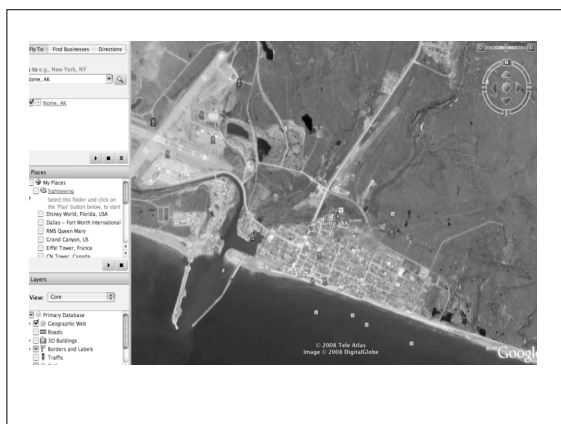 Fly To Find Businesses Directions
to e.g., New York, NY
Nome, AK
Nome, AK
Places
My Places
Sightseeing
Select this folder and click on
the 'Play' button below, to start
Disney World, Florida, USA
Dallas - Fort Worth International
RMS Queen Mary
Grand Canyon, US
Eiffel Tower, France
CN Tower, Canada
Layers
View: Core
Primary Database
Geographic Web
Roads
3D Buildings
Borders and Labels
Traffic
N
Nome, AK
© 2008 Tele Atlas
Image © 2008 DigitalGlobe
Google